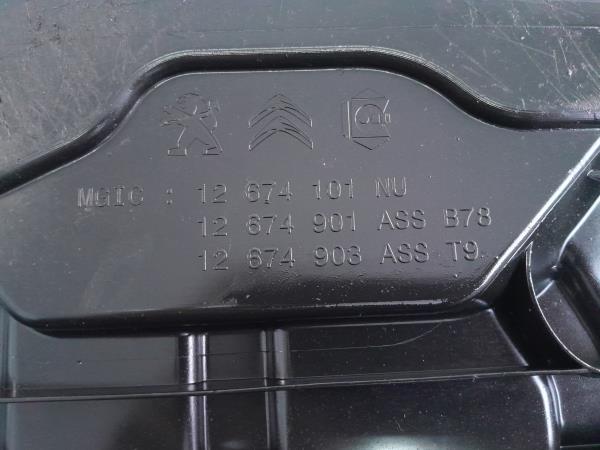 MGIC : 12 674 101 NU
12 674 901 ASS B78
12 674 903 ASS T9